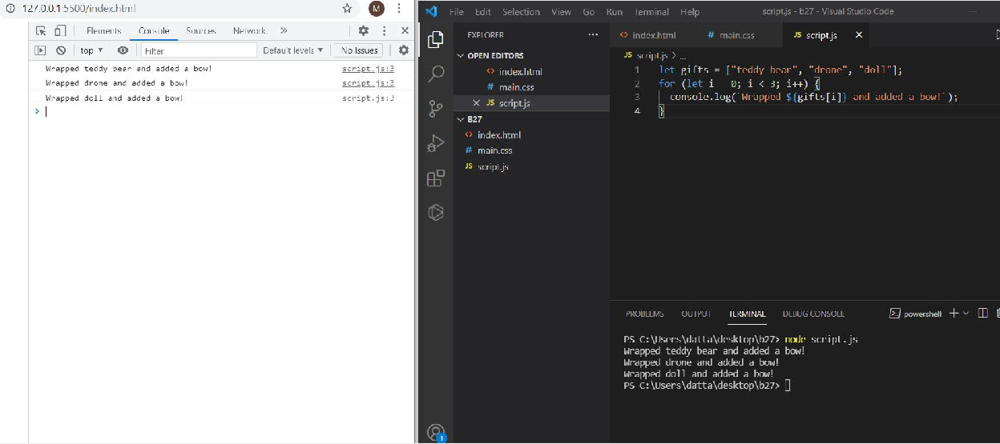 127.0.0.1:5500/index.html
M
Elements Console Sources Network
top Filter Default levels No Issues
Wrapped teddy bear and added a bow! script.js:3
Wrapped drone and added a bow! script.js:3
Wrapped doll and added a bow! script.js:3
>
File Edit Selection View Go Run Terminal Help script.js - b27 - Visual Studio Code
EXPLORER
OPEN EDITORS
index.html
# main.css
JS script.js
B27
index.html
# main.css
JS script.js
1
index.html # main.css JS script.js
JS script.js > ...
1 let gifts = ["teddy bear", "drone", "doll"];
2 for (let i = 0; i < 3; i++) {
3 console.log(`Wrapped ${gifts[i]} and added a bow!`);
4 }
PROBLEMS OUTPUT TERMINAL DEBUG CONSOLE powershell
PS C:\Users\datta\desktop\b27> node script.js
Wrapped teddy bear and added a bow!
Wrapped drone and added a bow!
Wrapped doll and added a bow!
PS C:\Users\datta\desktop\b27>